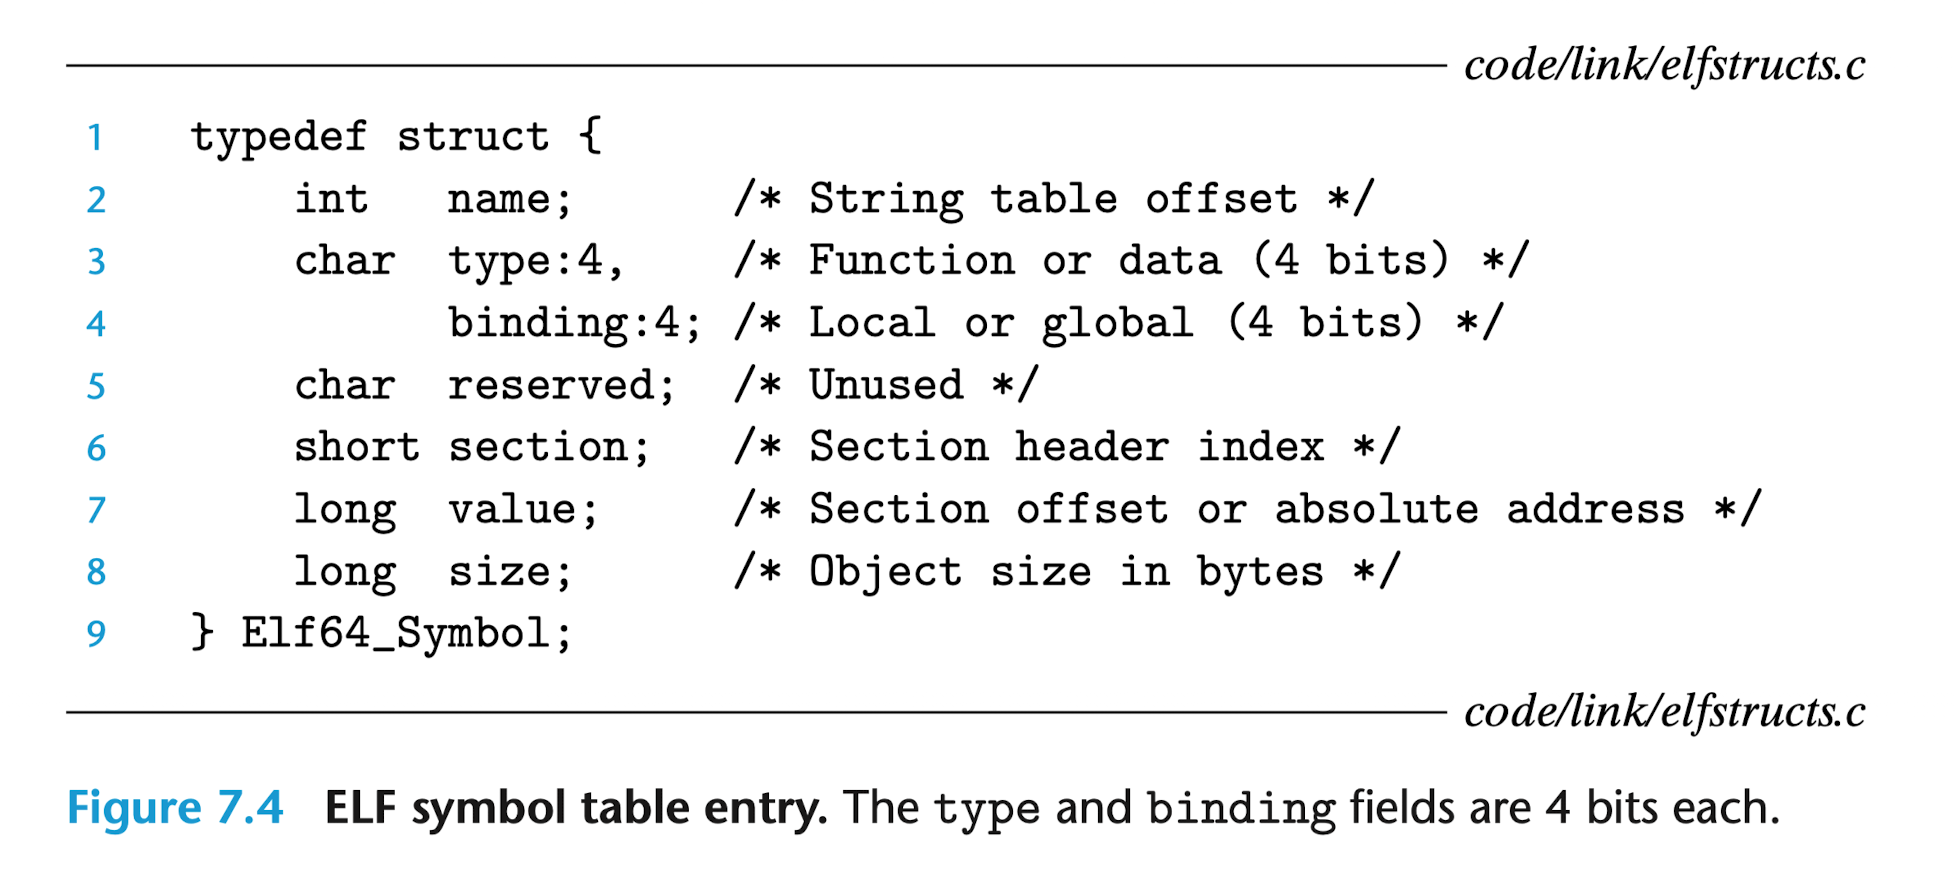 code/link/elfstructs.c
1 typedef struct {
2 int name; /* String table offset */
3 char type:4, /* Function or data (4 bits) */
4 binding:4; /* Local or global (4 bits) */
5 char reserved; /* Unused */
6 short section; /* Section header index */
7 long value; /* Section offset or absolute address */
8 long size; /* Object size in bytes */
9 } Elf64_Symbol;
code/link/elfstructs.c
Figure 7.4 ELF symbol table entry. The type and binding fields are 4 bits each.